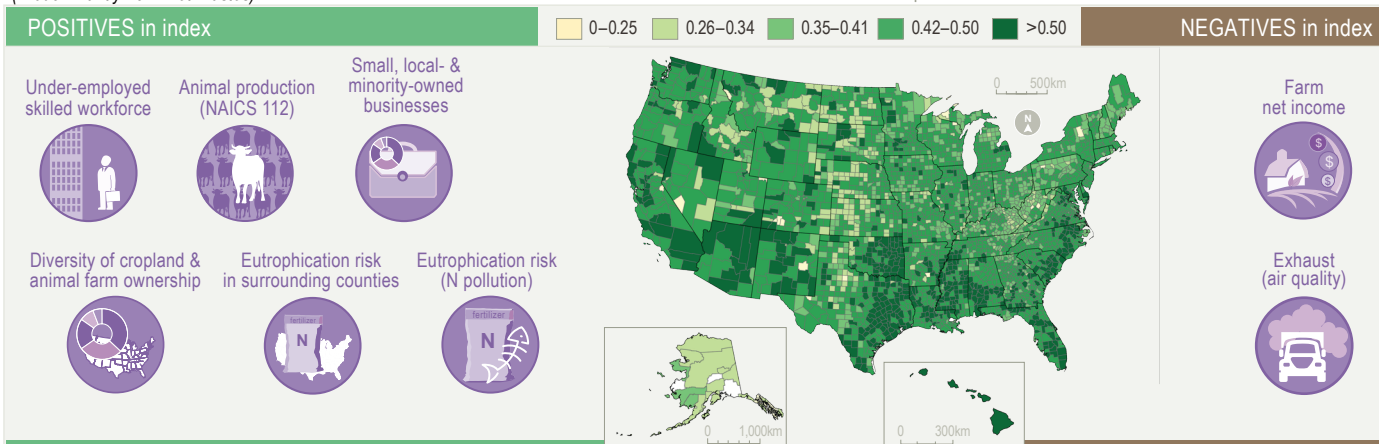 POSITIVES in index
0–0.25
0.26–0.34
0.35–0.41
0.42–0.50
>0.50
NEGATIVES in index
Under-employed
skilled workforce
Animal production
(NAICS 112)
Small, local- &
minority-owned
businesses
0 500km
N
Farm
net income
$
$
$
Diversity of cropland &
animal farm ownership
Eutrophication risk
in surrounding counties
fertilizer
N
Eutrophication risk
(N pollution)
fertilizer
N
Exhaust
(air quality)
0 1,000km
0 300km